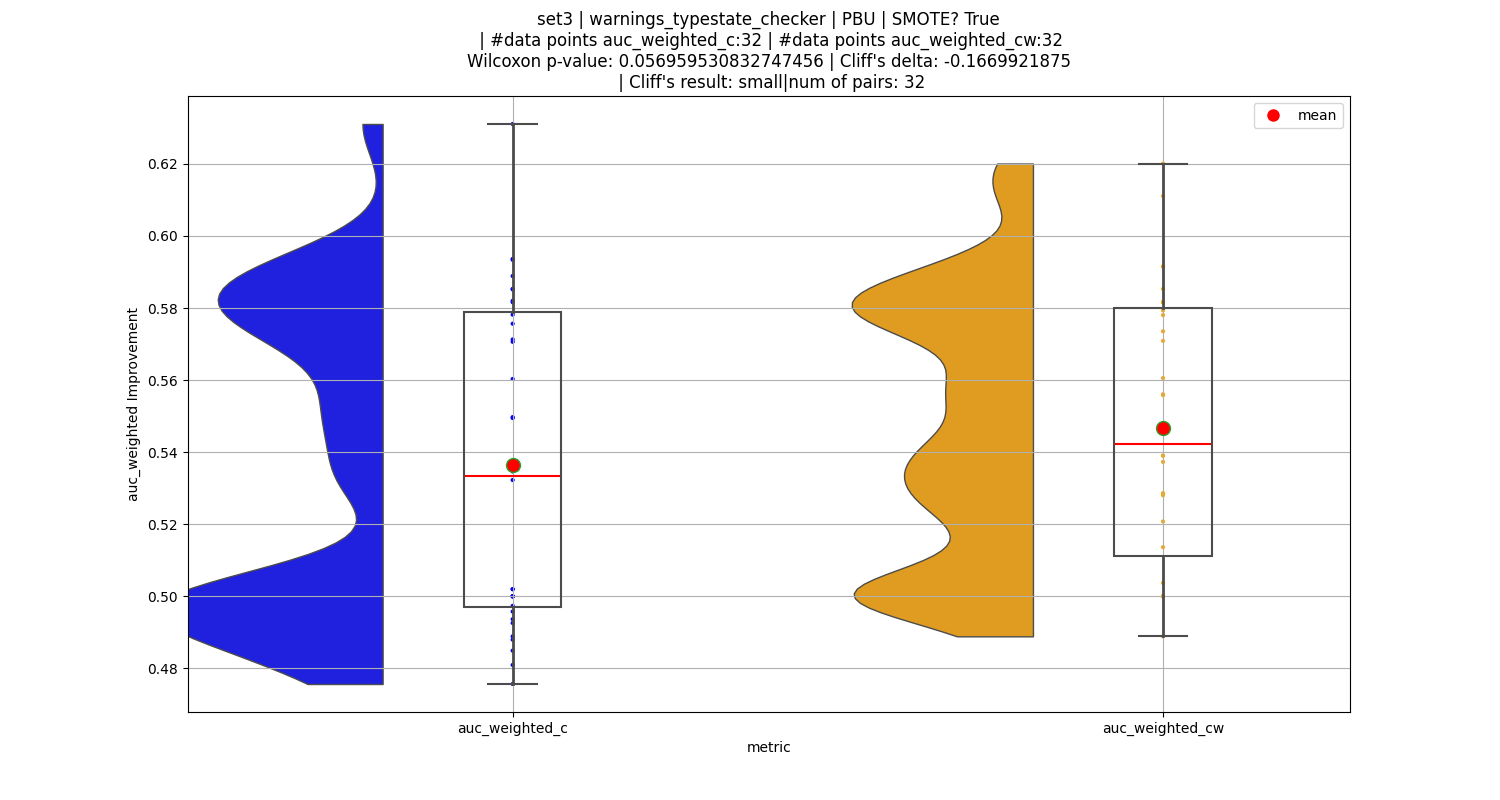 set3 | warnings_typestate_checker | PBU | SMOTE? True
| #data points auc_weighted_c:32 | #data points auc_weighted_cw:32
Wilcoxon p-value: 0.056959530832747456 | Cliff's delta: -0.1669921875
| Cliff's result: small|num of pairs: 32
mean
0.62
0.60
0.58
0.56
0.54
0.52
0.50
0.48
auc_weighted Improvement
auc_weighted_c
auc_weighted_cw
metric